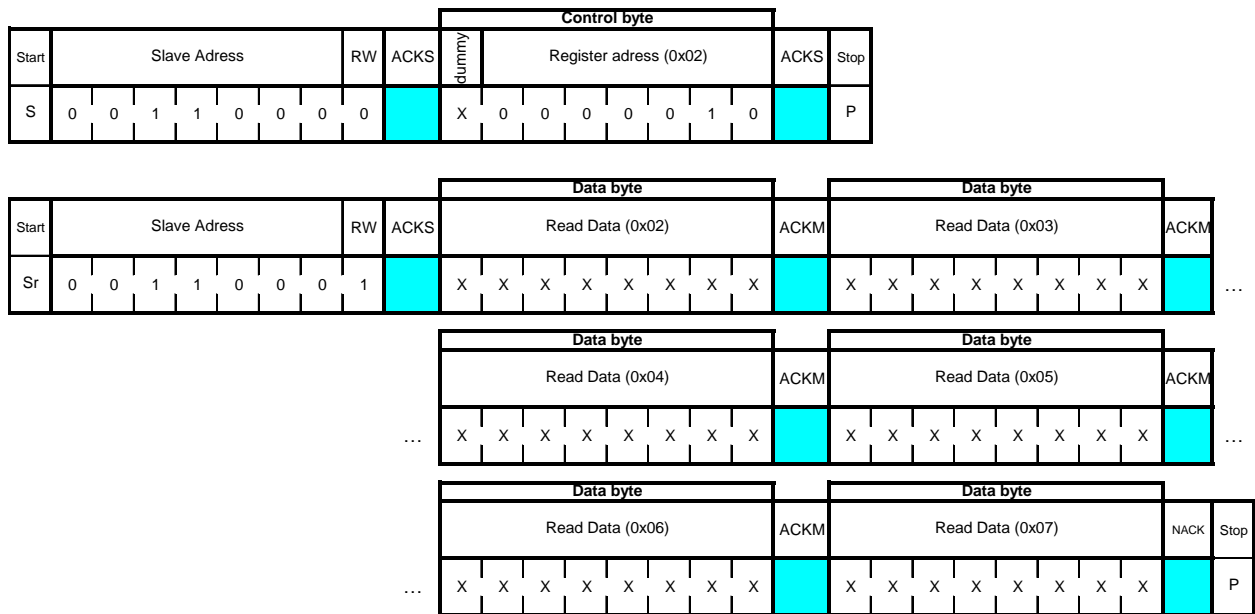 Control byte
Start Slave Adress RW ACKS dummy Register adress (0x02) ACKS Stop
S 0 0 1 1 0 0 0 0 X 0 0 0 0 0 1 0 P
Data byte Data byte
Start Slave Adress RW ACKS Read Data (0x02) ACKM Read Data (0x03) ACKM
Sr 0 0 1 1 0 0 0 1 X X X X X X X X X X X X X X X X …
Data byte Data byte
Read Data (0x04) ACKM Read Data (0x05) ACKM
… X X X X X X X X X X X X X X X X …
Data byte Data byte
Read Data (0x06) ACKM Read Data (0x07) NACK Stop
… X X X X X X X X X X X X X X X X P